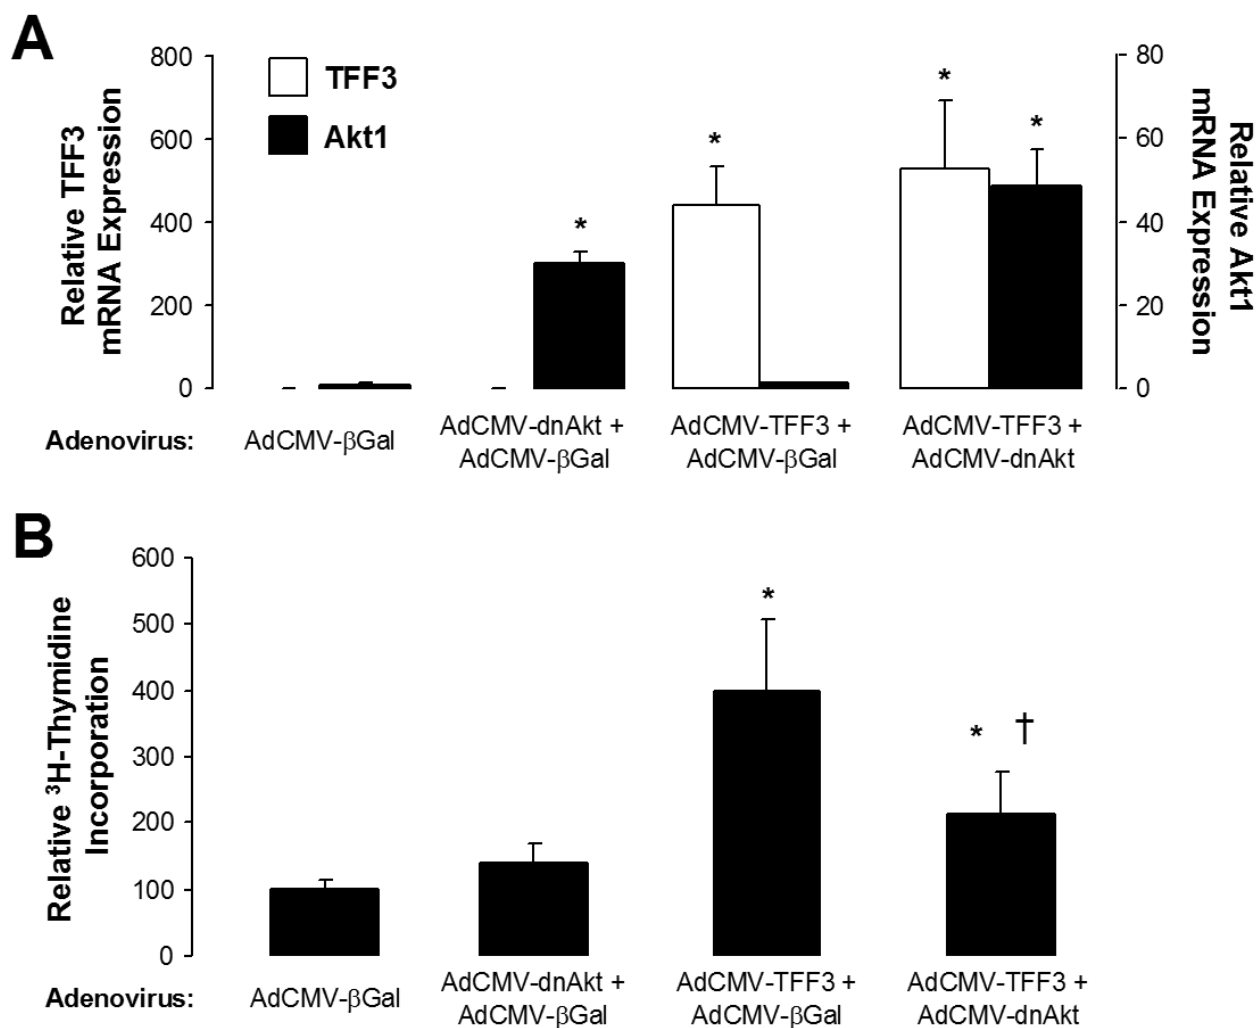 A
800
600
400
200
0
Relative TFF3
mRNA Expression
TFF3
Akt1
*
*
*
*
80
60
40
20
0
Relative Akt1
mRNA Expression
Adenovirus:
AdCMV-βGal
AdCMV-dnAkt +
AdCMV-βGal
AdCMV-TFF3 +
AdCMV-βGal
AdCMV-TFF3 +
AdCMV-dnAkt
B
600
500
400
300
200
100
0
Relative ³H-Thymidine
Incorporation
*
* †
Adenovirus:
AdCMV-βGal
AdCMV-dnAkt +
AdCMV-βGal
AdCMV-TFF3 +
AdCMV-βGal
AdCMV-TFF3 +
AdCMV-dnAkt